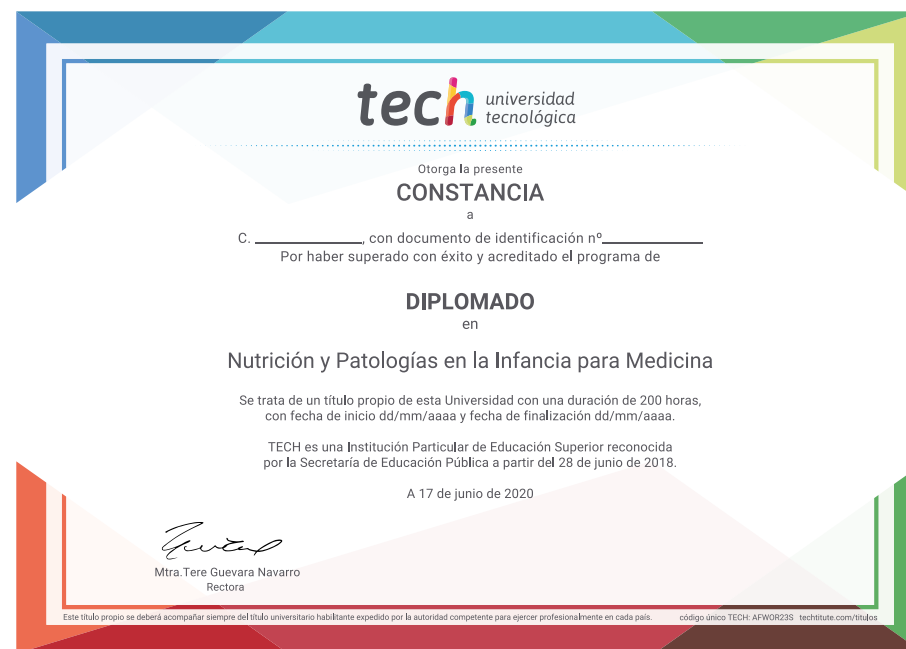 tech universidad
tecnológica
Otorga la presente
CONSTANCIA
a
C. ____________, con documento de identificación nº____________
Por haber superado con éxito y acreditado el programa de
DIPLOMADO
en
Nutrición y Patologías en la Infancia para Medicina
Se trata de un título propio de esta Universidad con una duración de 200 horas,
con fecha de inicio dd/mm/aaaa y fecha de finalización dd/mm/aaaa.
TECH es una Institución Particular de Educación Superior reconocida
por la Secretaría de Educación Pública a partir del 28 de junio de 2018.
A 17 de junio de 2020
Mtra.Tere Guevara Navarro
Rectora
Este título propio se deberá acompañar siempre del título universitario habilitante expedido por la autoridad competente para ejercer profesionalmente en cada país. código único TECH: AFWOR23S techtitute.com/titulos